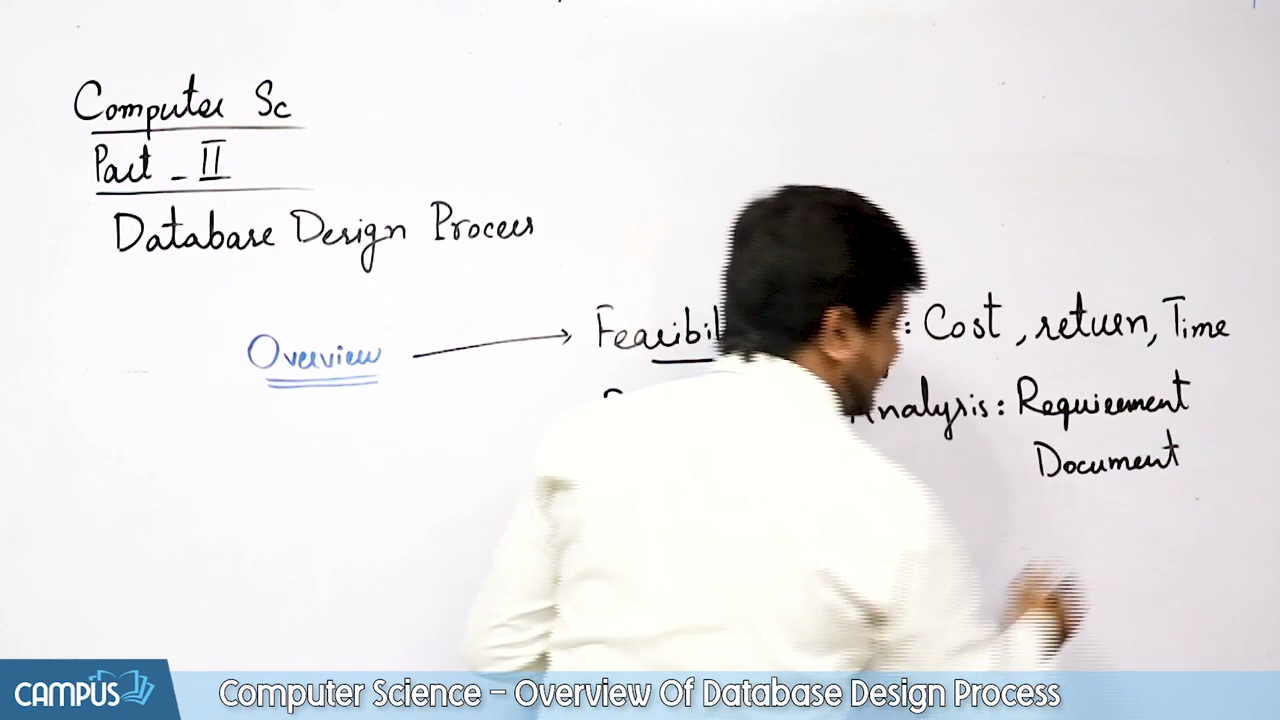 Computer Sc
Part - II
Database Design Process
Overview
: Cost, return, Time
Analysis: Requirement
Document
CAMPUS
Computer Science – Overview Of Database Design Process